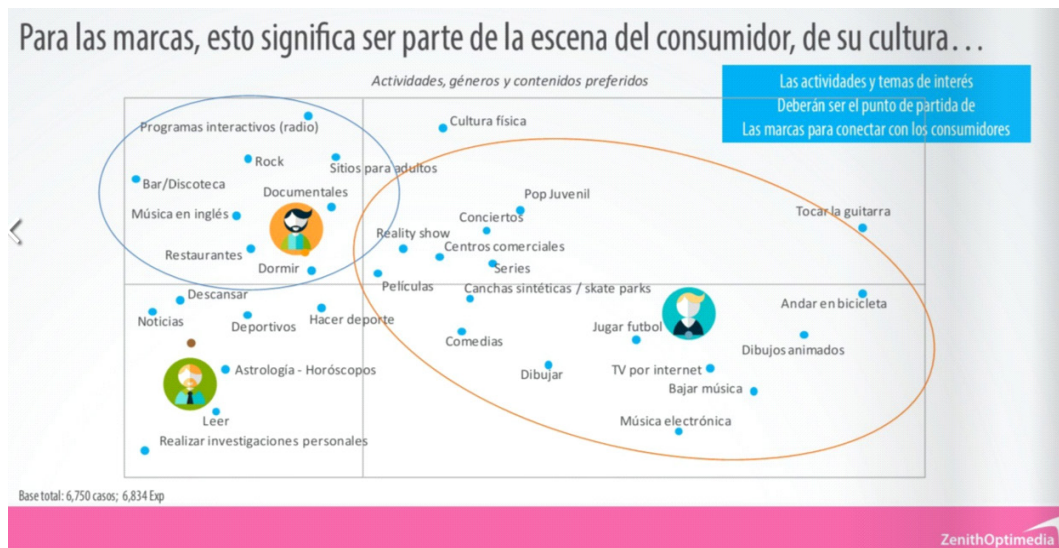 Para las marcas, esto significa ser parte de la escena del consumidor, de su cultura...
Actividades, géneros y contenidos preferidos
Las actividades y temas de interés
Deberán ser el punto de partida de
Las marcas para conectar con los consumidores
Programas interactivos (radio)
Cultura física
Rock
Sitios para adultos
Bar/Discoteca
Documentales
Música en inglés
Restaurantes
Dormir
Pop Juvenil
Conciertos
Tocar la guitarra
Reality show
Centros comerciales
Series
Películas
Canchas sintéticas / skate parks
Andar en bicicleta
Descansar
Noticias
Deportivos
Hacer deporte
Jugar futbol
Comedias
Dibujos animados
Astrología - Horóscopos
Dibujar
TV por internet
Bajar música
Leer
Música electrónica
Realizar investigaciones personales
Base total: 6,750 casos; 6,834 Exp
ZenithOptimedia